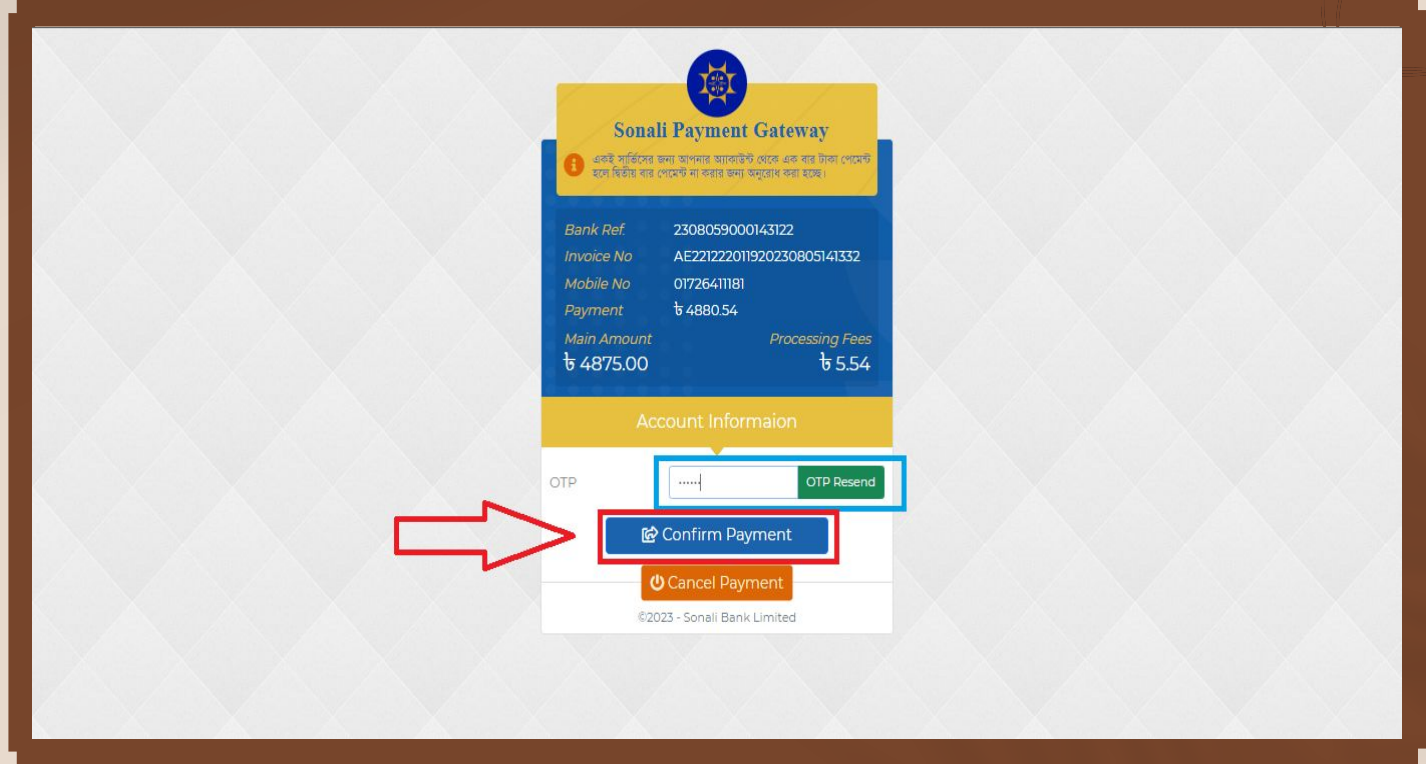 Sonali Payment Gateway
একই সার্ভিসের জন্য আপনার অ্যাকাউন্ট থেকে এক বার টাকা পেমেন্ট
হলে দ্বিতীয় বার পেমেন্ট না করার জন্য অনুরোধ করা হচ্ছে।
Bank Ref. 2308059000143122
Invoice No AE221222011920230805141332
Mobile No 01726411181
Payment ৳ 4880.54
Main Amount Processing Fees
৳ 4875.00 ৳ 5.54
Account Informaion
OTP ...... OTP Resend
Confirm Payment
Cancel Payment
©2023 - Sonali Bank Limited